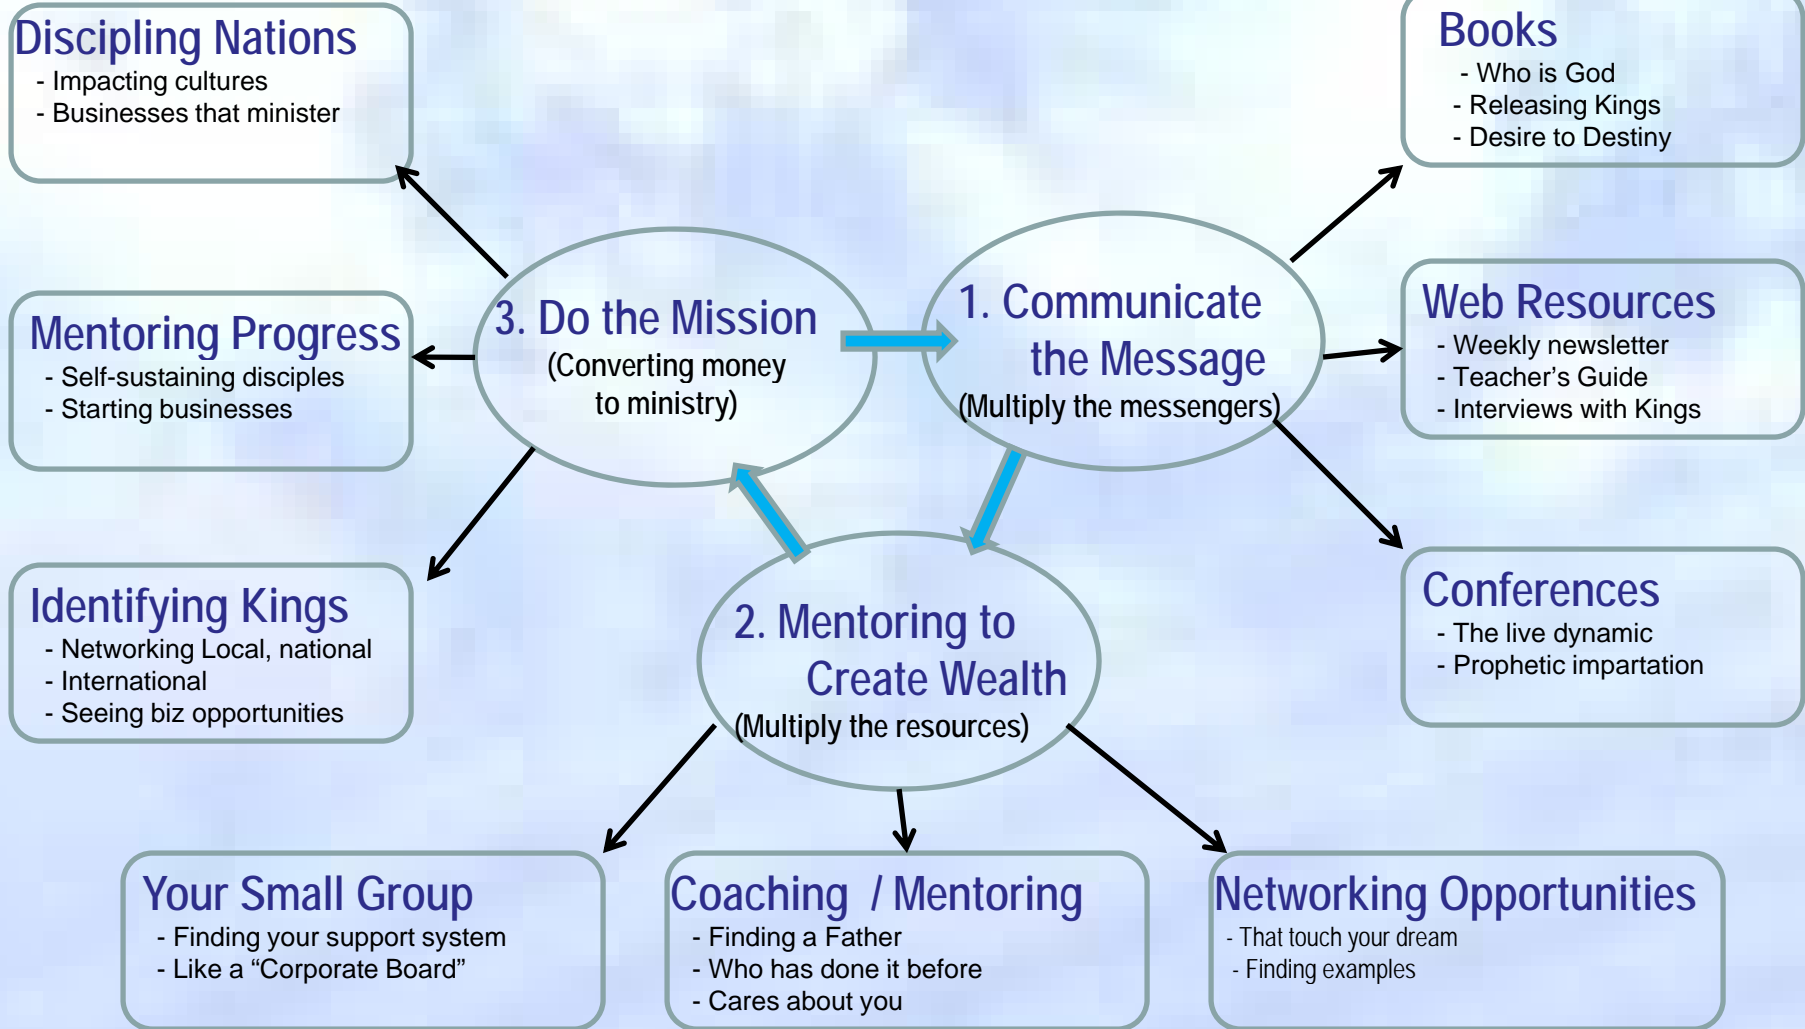 Discipling Nations
- Impacting cultures
- Businesses that minister
Books
- Who is God
- Releasing Kings
- Desire to Destiny
3. Do the Mission
(Converting money
to ministry)
1. Communicate
the Message
(Multiply the messengers)
Mentoring Progress
- Self-sustaining disciples
- Starting businesses
Web Resources
- Weekly newsletter
- Teacher’s Guide
- Interviews with Kings
Identifying Kings
- Networking Local, national
- International
- Seeing biz opportunities
2. Mentoring to
Create Wealth
(Multiply the resources)
Conferences
- The live dynamic
- Prophetic impartation
Your Small Group
- Finding your support system
- Like a “Corporate Board”
Coaching / Mentoring
- Finding a Father
- Who has done it before
- Cares about you
Networking Opportunities
- That touch your dream
- Finding examples